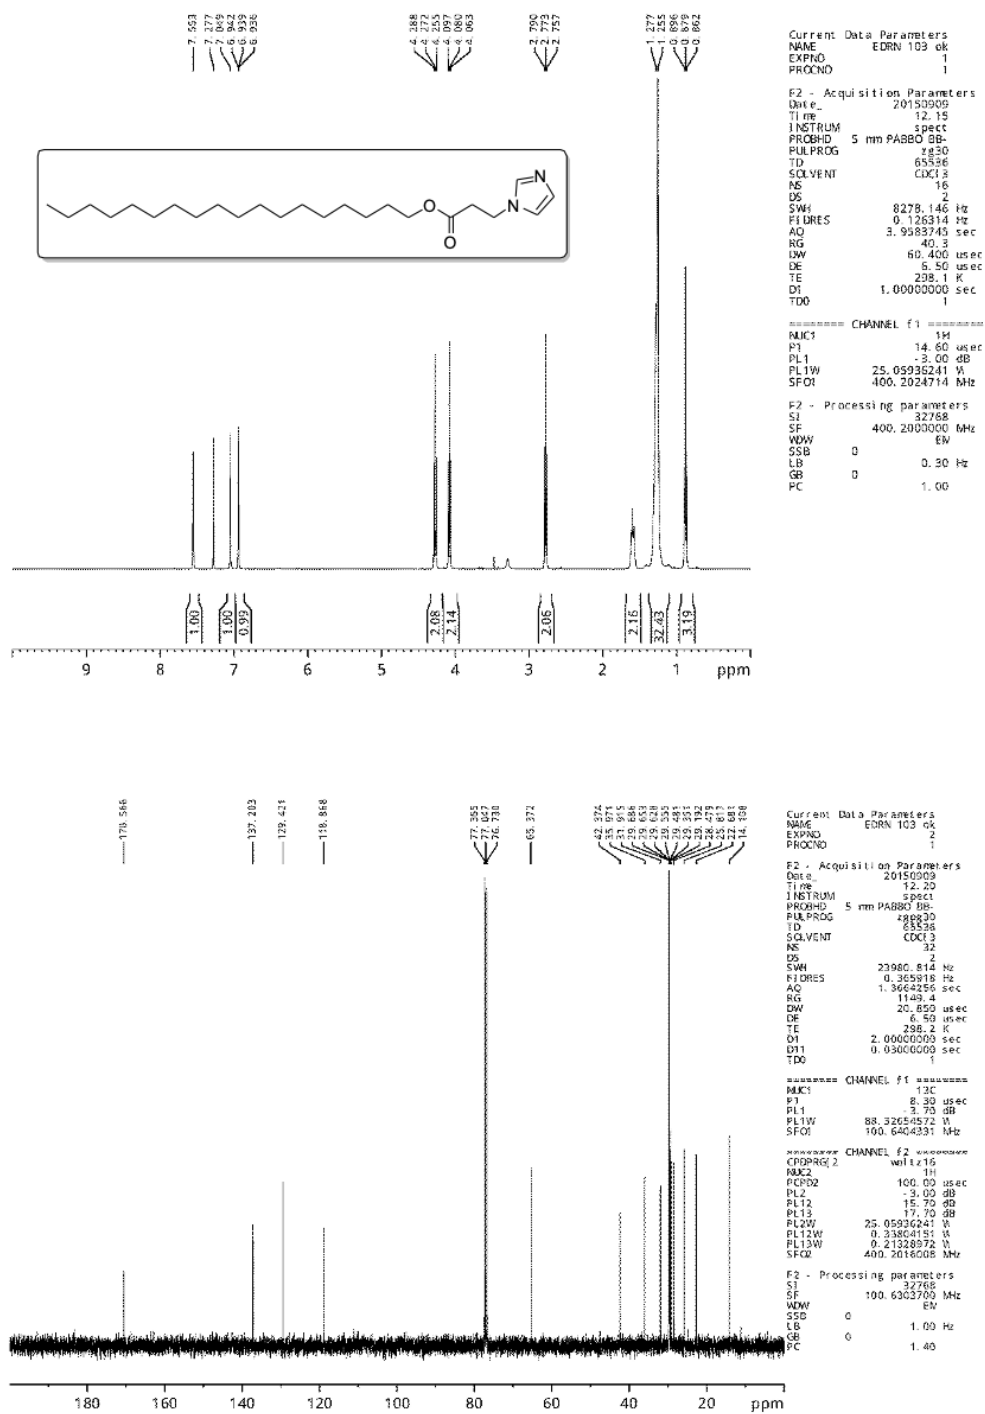 7.553
7.277
7.049
6.942
6.939
6.936
4.288
4.272
4.255
4.097
4.080
4.063
2.790
2.773
2.757
1.277
1.255
0.896
0.879
0.862
N
N
O
O
1.00
1.00
0.99
2.08
2.14
2.06
2.16
32.43
3.19
9 8 7 6 5 4 3 2 1 ppm
Current Data Parameters
NAME EDRN 103 ok
EXPNO 1
PROCNO 1
F2 - Acquisition Parameters
Date_ 20150909
Time 12.15
INSTRUM spect
PROBHD 5 mm PABBO BB-
PULPROG zg30
TD 65536
SOLVENT CDCl3
NS 16
DS 2
SWH 8278.146 Hz
FIDRES 0.126314 Hz
AQ 3.9583745 sec
RG 40.3
DW 60.400 usec
DE 6.50 usec
TE 298.1 K
D1 1.00000000 sec
TD0 1
======== CHANNEL f1 ========
NUC1 1H
P1 14.60 usec
PL1 -3.00 dB
PL1W 25.05936241 W
SFO1 400.2024714 MHz
F2 - Processing parameters
SI 32768
SF 400.2000000 MHz
WDW EM
SSB 0
LB 0.30 Hz
GB 0
PC 1.00
170.566
137.203
129.421
118.868
77.365
77.047
76.730
65.372
42.374
35.971
31.915
29.686
29.653
29.628
29.555
29.481
29.351
29.192
28.479
25.817
22.681
14.108
180 160 140 120 100 80 60 40 20 ppm
Current Data Parameters
NAME EDRN 103 ok
EXPNO 2
PROCNO 1
F2 - Acquisition Parameters
Date_ 20150909
Time 12.20
INSTRUM spect
PROBHD 5 mm PABBO BB-
PULPROG zgpg30
TD 65536
SOLVENT CDCl3
NS 32
DS 2
SWH 23980.814 Hz
FIDRES 0.365918 Hz
AQ 1.3664256 sec
RG 1149.4
DW 20.850 usec
DE 6.50 usec
TE 298.2 K
D1 2.00000000 sec
D11 0.03000000 sec
TD0 1
======== CHANNEL f1 ========
NUC1 13C
P1 8.30 usec
PL1 -3.70 dB
PL1W 88.32654572 W
SFO1 100.6404331 MHz
======== CHANNEL f2 ========
CPDPRG[2 waltz16
NUC2 1H
PCPD2 100.00 usec
PL2 -3.00 dB
PL12 15.70 dB
PL13 17.70 dB
PL2W 25.05936241 W
PL12W 0.33804151 W
PL13W 0.21328972 W
SFO2 400.2016008 MHz
F2 - Processing parameters
SI 32768
SF 100.6303700 MHz
WDW EM
SSB 0
LB 1.00 Hz
GB 0
PC 1.40